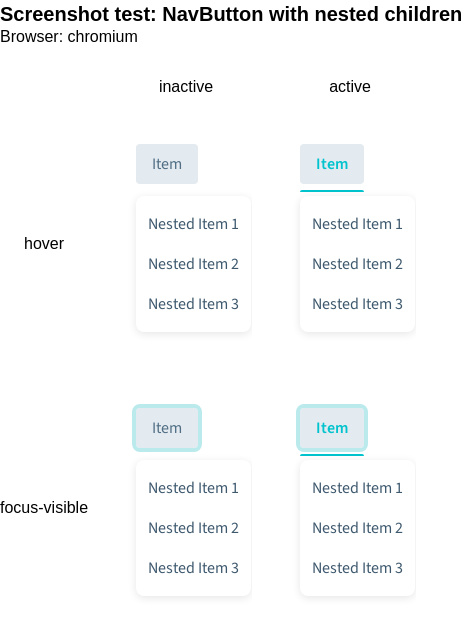 Screenshot test: NavButton with nested children
Browser: chromium
inactive active
Item Item
Nested Item 1 Nested Item 1
hover
Nested Item 2 Nested Item 2
Nested Item 3 Nested Item 3
Item Item
Nested Item 1 Nested Item 1
focus-visible
Nested Item 2 Nested Item 2
Nested Item 3 Nested Item 3